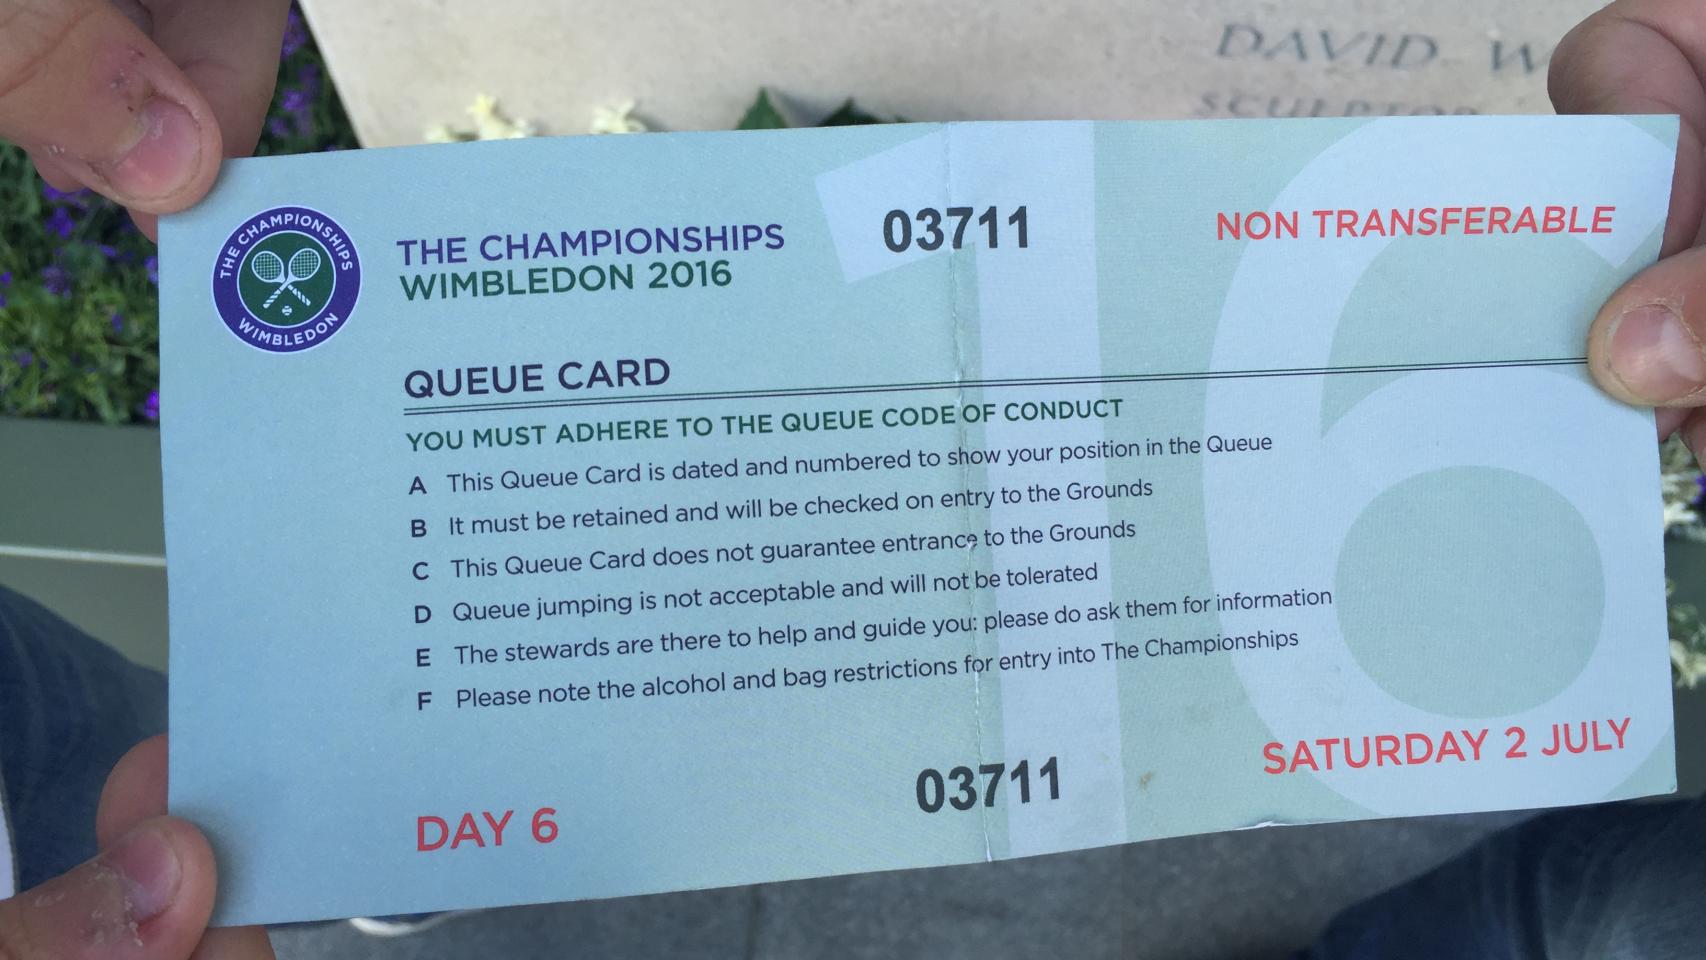 DAVID
SCULPTOR
THE CHAMPIONSHIPS
WIMBLEDON
THE CHAMPIONSHIPS
WIMBLEDON 2016
03711
NON TRANSFERABLE
16
QUEUE CARD
YOU MUST ADHERE TO THE QUEUE CODE OF CONDUCT
A This Queue Card is dated and numbered to show your position in the Queue
B It must be retained and will be checked on entry to the Grounds
C This Queue Card does not guarantee entrance to the Grounds
D Queue jumping is not acceptable and will not be tolerated
E The stewards are there to help and guide you: please do ask them for information
F Please note the alcohol and bag restrictions for entry into The Championships
DAY 6
03711
SATURDAY 2 JULY